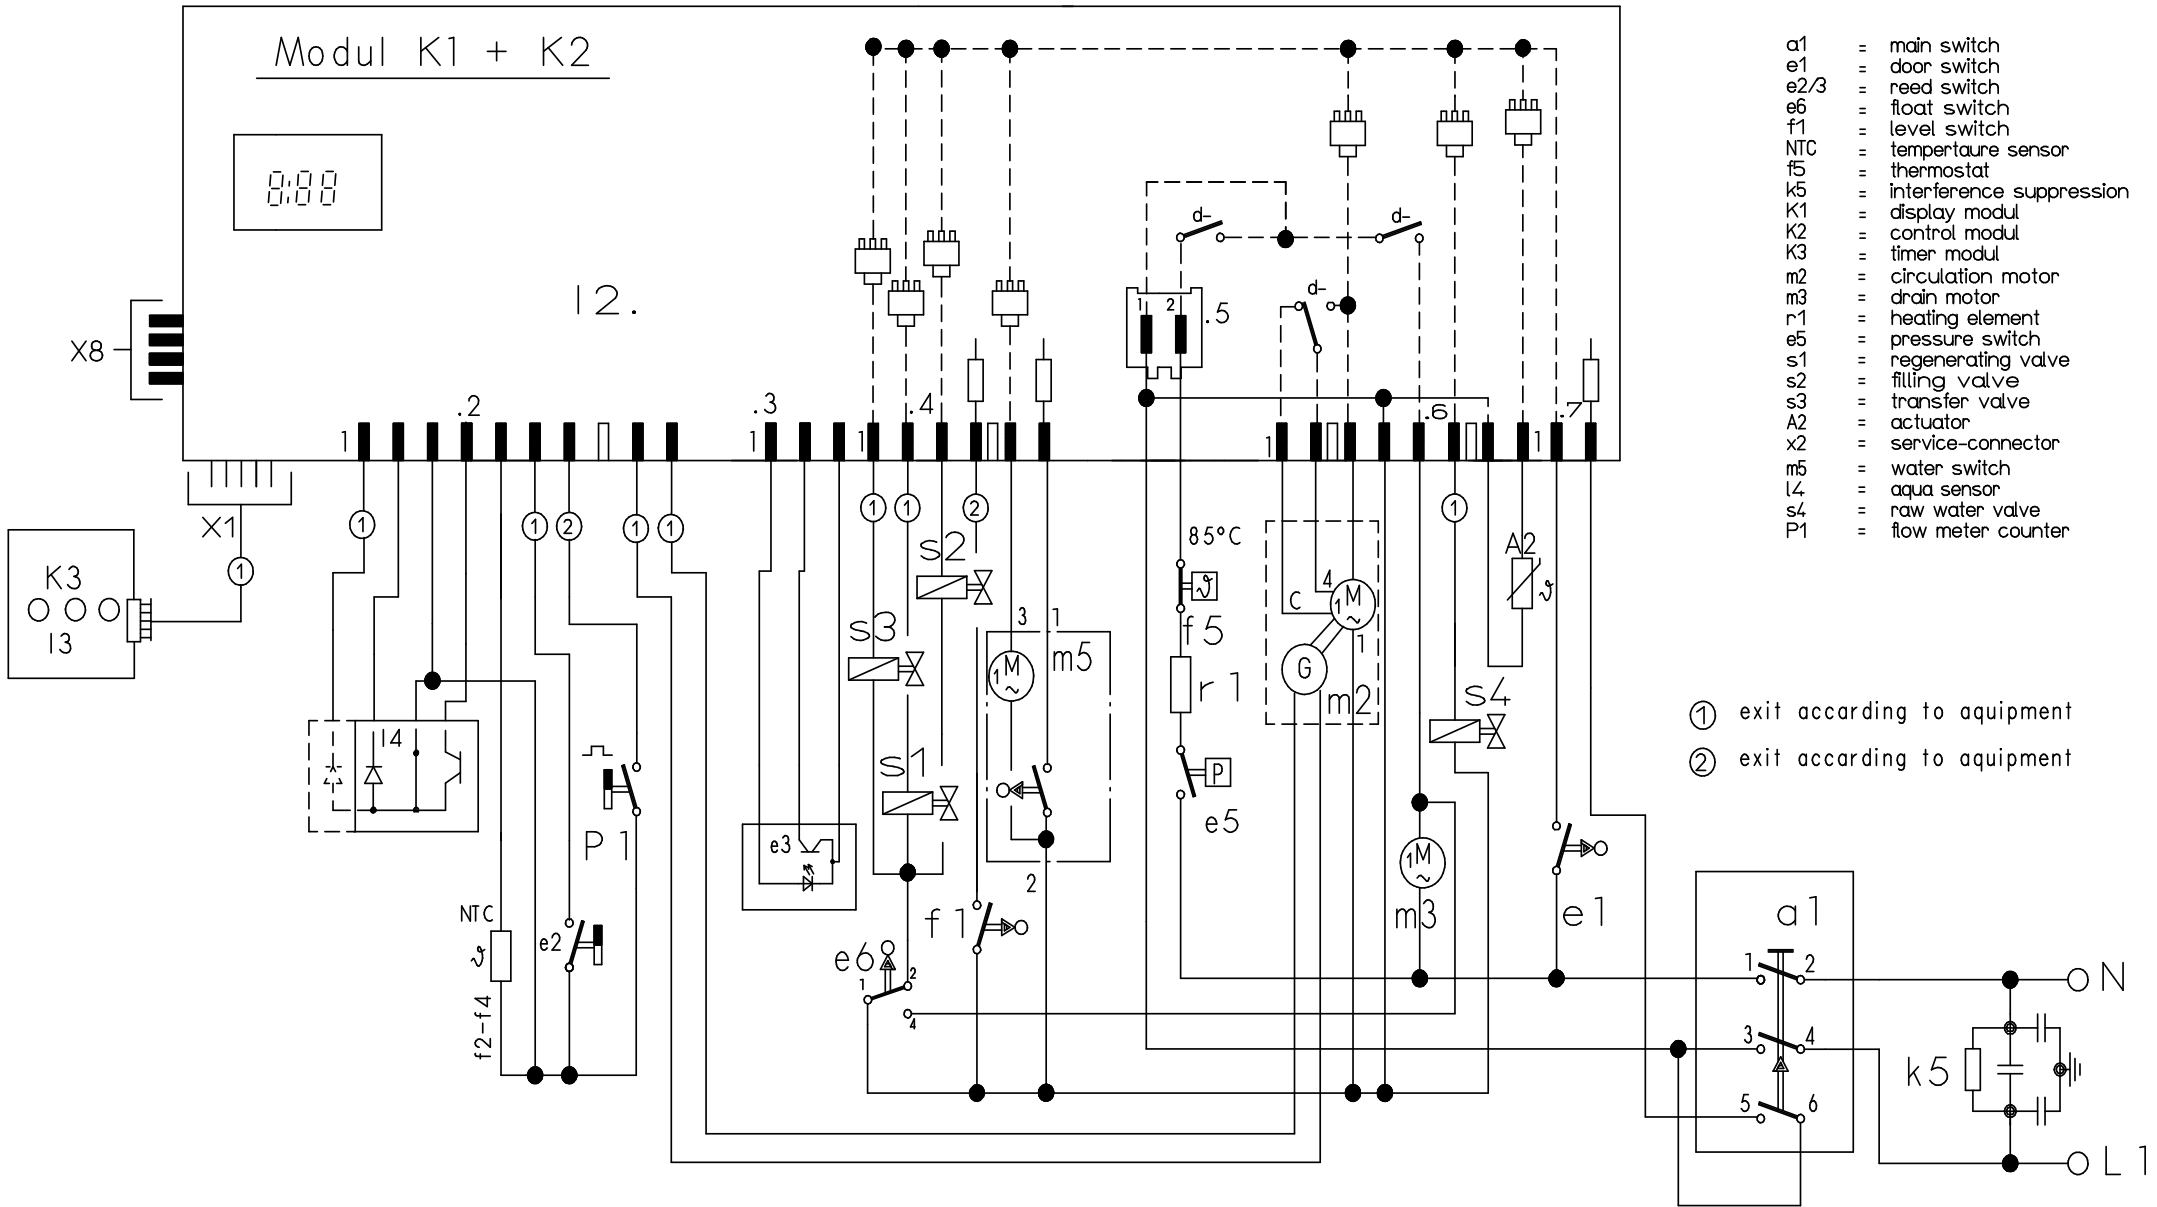 Modul K1 + K2
a1 = main switch
e1 = door switch
e2/3 = reed switch
e6 = float switch
f1 = level switch
NTC = tempertaure sensor
f5 = thermostat
k5 = interference suppression
K1 = display modul
K2 = control modul
K3 = timer modul
m2 = circulation motor
m3 = drain motor
r1 = heating element
e5 = pressure switch
s1 = regenerating valve
s2 = filling valve
s3 = transfer valve
A2 = actuator
x2 = service-connector
m5 = water switch
l4 = aqua sensor
s4 = raw water valve
P1 = flow meter counter
8:88
d- d-
d-
I2.
1 2 .5
X8
1 .2 1 .3 1 .4 1 .6 1 .7
X1
1 1 2 1 1 1 1 2 1
1
K3
I3
85°C
s2
A2
ϑ
ϑ
C 4
1 M ~
1
G
m2
f5
r1
s3
3 1
m5
1 M ~
s4
1 exit accarding to aquipment
2 exit accarding to aquipment
I4
s1
P
e5
P1
e3
2
1 M ~
m3
e1
a1
NTC
ϑ
e2
f1
e6
1 2
4
f2-f4
1 2
3 4
5 6
N
k5
L1